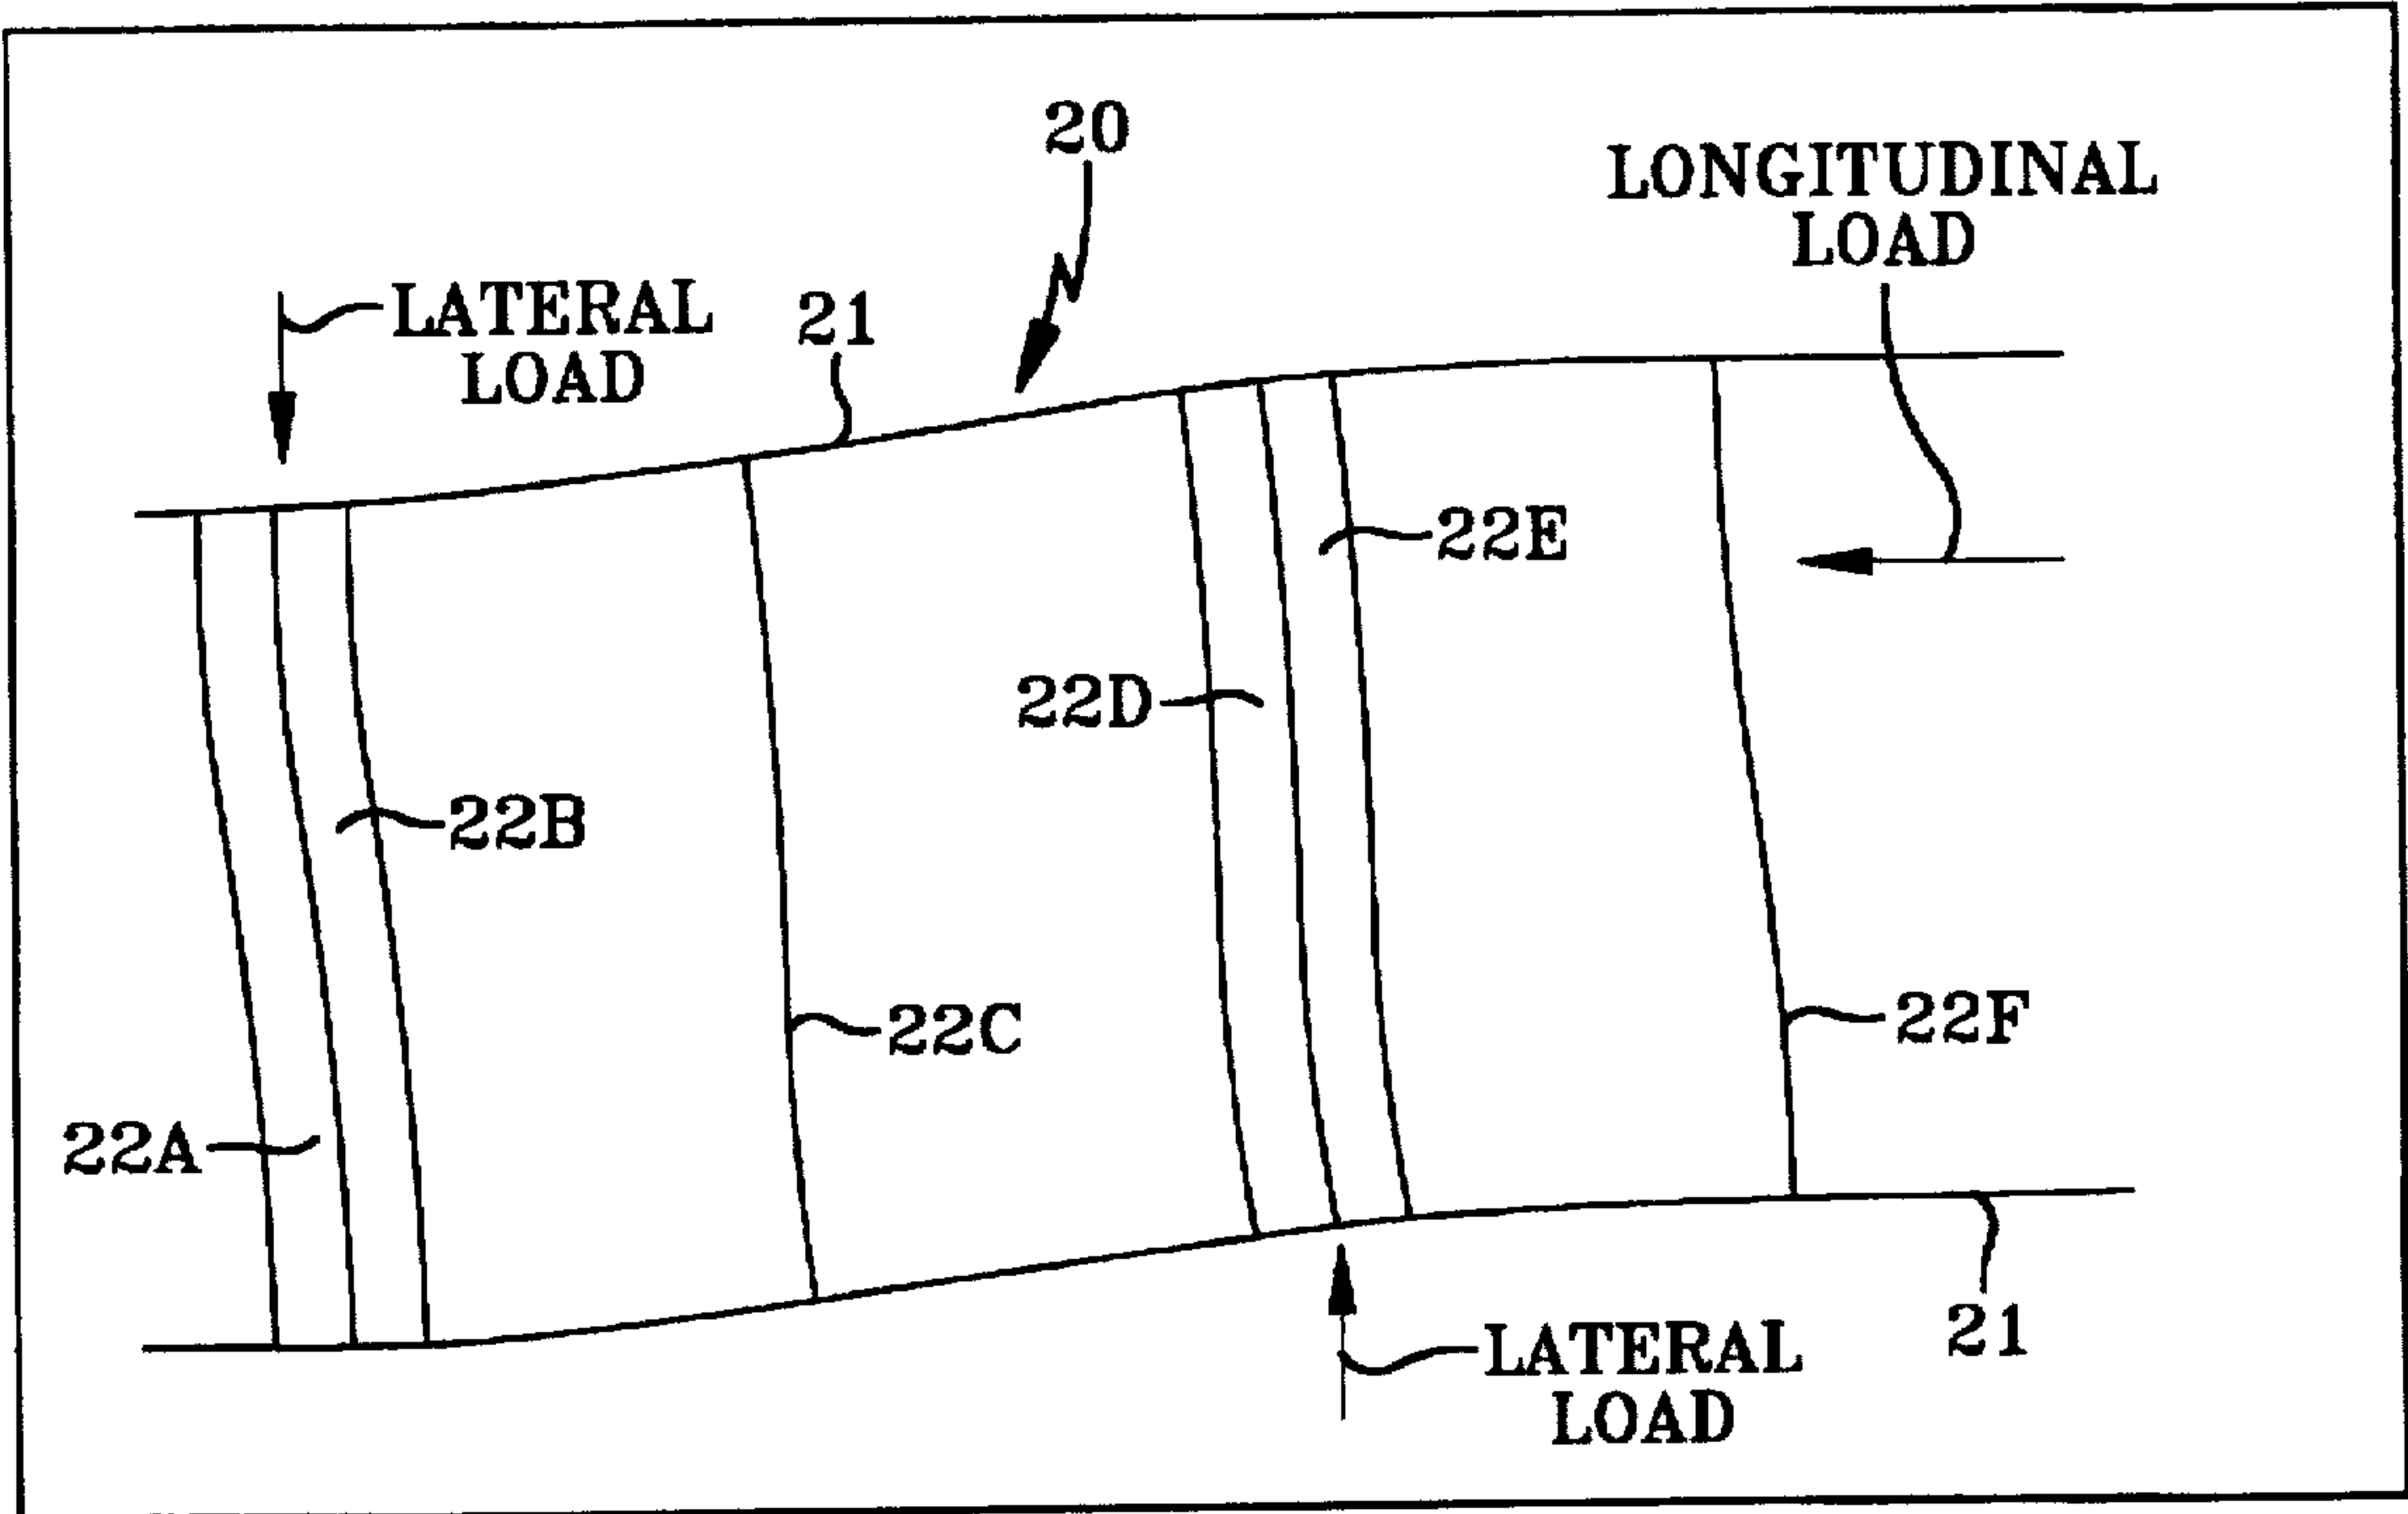 20
LONGITUDINAL
LOAD
LATERAL
LOAD
21
22E
22D
22B
22C
22F
22A
21
LATERAL
LOAD